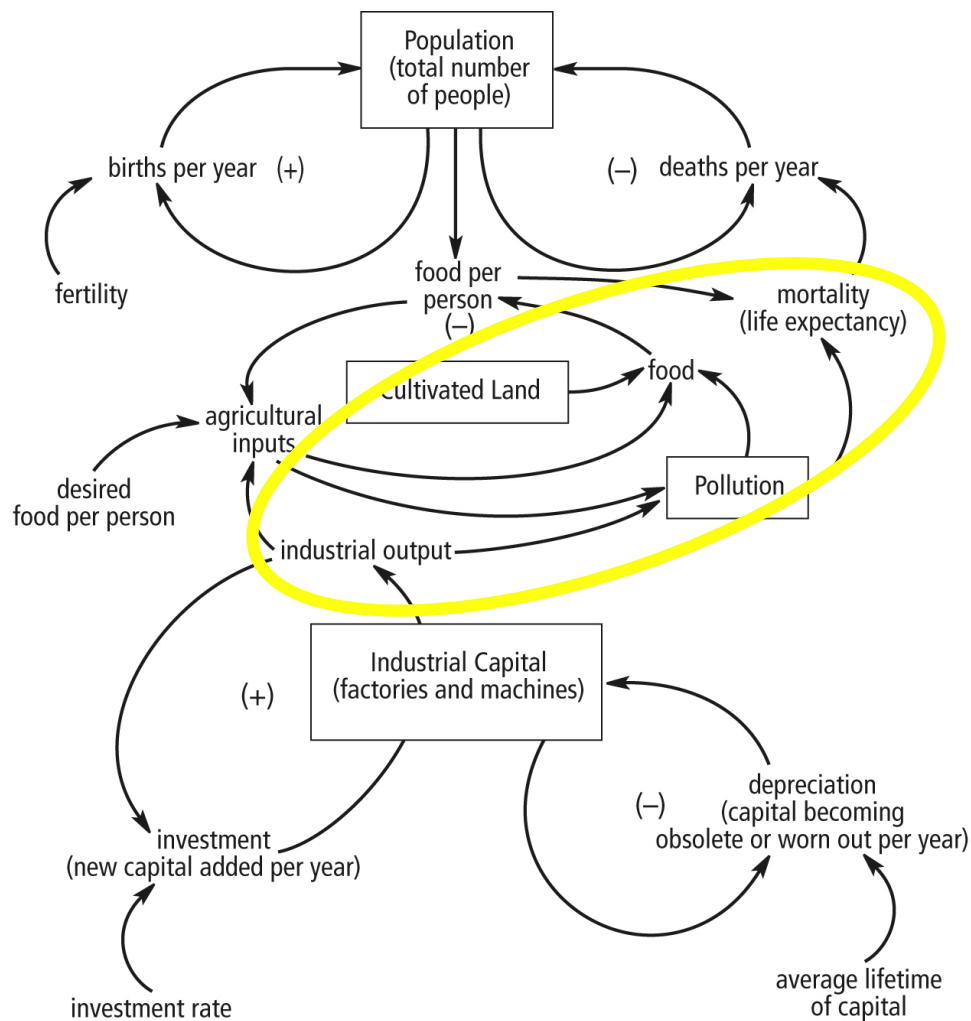 Population
(total number
of people)
births per year
(+)
(–)
deaths per year
fertility
food per
person
(–)
mortality
(life expectancy)
Cultivated Land
food
agricultural
inputs
desired
food per person
Pollution
industrial output
Industrial Capital
(factories and machines)
(+)
depreciation
(capital becoming
obsolete or worn out per year)
(–)
investment
(new capital added per year)
investment rate
average lifetime
of capital